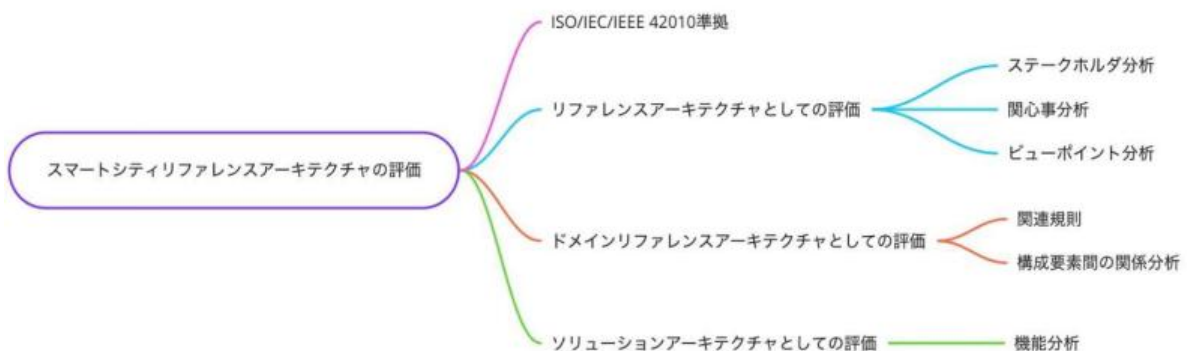 スマートシティリファレンスアーキテクチャの評価
ISO/IEC/IEEE 42010準拠
リファレンスアーキテクチャとしての評価
ステークホルダ分析
関心事分析
ビューポイント分析
ドメインリファレンスアーキテクチャとしての評価
関連規則
構成要素間の関係分析
ソリューションアーキテクチャとしての評価
機能分析